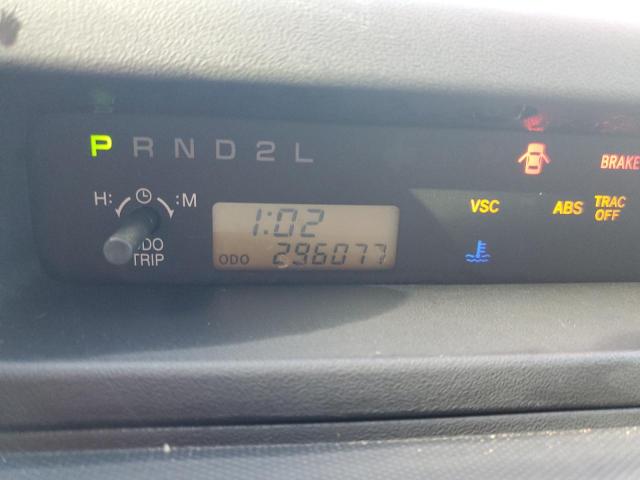 P R N D 2 L
BRAKE
H: :M
VSC ABS TRAC OFF
1:02
ODO TRIP
ODO 296077